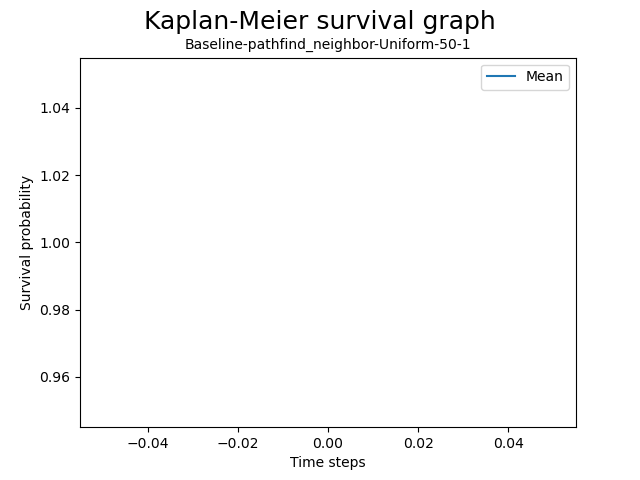 Kaplan-Meier survival graph
Baseline-pathfind_neighbor-Uniform-50-1
Mean
1.04
1.02
1.00
0.98
0.96
Survival probability
−0.04
−0.02
0.00
0.02
0.04
Time steps